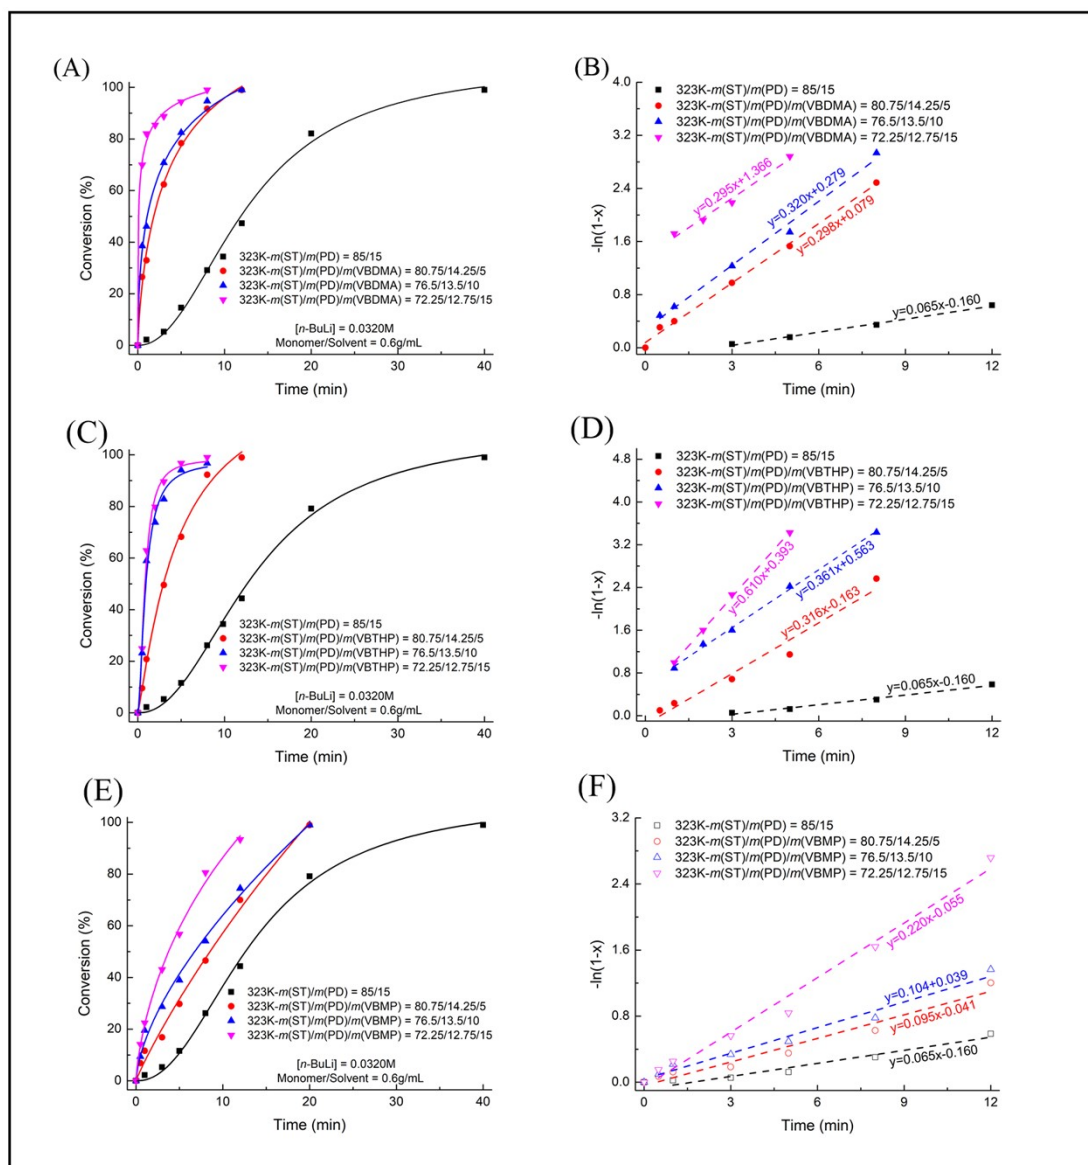 (A)
Conversion (%)
100
80
60
40
20
0
323K-m(ST)/m(PD) = 85/15
323K-m(ST)/m(PD)/m(VBDMA) = 80.75/14.25/5
323K-m(ST)/m(PD)/m(VBDMA) = 76.5/13.5/10
323K-m(ST)/m(PD)/m(VBDMA) = 72.25/12.75/15
[n-BuLi] = 0.0320M
Monomer/Solvent = 0.6g/mL
0 10 20 30 40
Time (min)
(B)
-ln(1-x)
4.0
3.2
2.4
1.6
0.8
0.0
323K-m(ST)/m(PD) = 85/15
323K-m(ST)/m(PD)/m(VBDMA) = 80.75/14.25/5
323K-m(ST)/m(PD)/m(VBDMA) = 76.5/13.5/10
323K-m(ST)/m(PD)/m(VBDMA) = 72.25/12.75/15
y=0.295x+1.366
y=0.320x+0.279
y=0.298x+0.079
y=0.065x-0.160
0 3 6 9 12
Time (min)
(C)
Conversion (%)
100
80
60
40
20
0
323K-m(ST)/m(PD) = 85/15
323K-m(ST)/m(PD)/m(VBTHP) = 80.75/14.25/5
323K-m(ST)/m(PD)/m(VBTHP) = 76.5/13.5/10
323K-m(ST)/m(PD)/m(VBTHP) = 72.25/12.75/15
[n-BuLi] = 0.0320M
Monomer/Solvent = 0.6g/mL
0 10 20 30 40
Time (min)
(D)
-ln(1-x)
4.8
4.0
3.2
2.4
1.6
0.8
0.0
323K-m(ST)/m(PD) = 85/15
323K-m(ST)/m(PD)/m(VBTHP) = 80.75/14.25/5
323K-m(ST)/m(PD)/m(VBTHP) = 76.5/13.5/10
323K-m(ST)/m(PD)/m(VBTHP) = 72.25/12.75/15
y=0.610x+0.393
y=0.361x+0.563
y=0.316x-0.163
y=0.065x-0.160
0 3 6 9 12
Time (min)
(E)
Conversion (%)
100
80
60
40
20
0
323K-m(ST)/m(PD) = 85/15
323K-m(ST)/m(PD)/m(VBMP) = 80.75/14.25/5
323K-m(ST)/m(PD)/m(VBMP) = 76.5/13.5/10
323K-m(ST)/m(PD)/m(VBMP) = 72.25/12.75/15
[n-BuLi] = 0.0320M
Monomer/Solvent = 0.6g/mL
0 10 20 30 40
Time (min)
(F)
-ln(1-x)
3.2
2.4
1.6
0.8
0.0
323K-m(ST)/m(PD) = 85/15
323K-m(ST)/m(PD)/m(VBMP) = 80.75/14.25/5
323K-m(ST)/m(PD)/m(VBMP) = 76.5/13.5/10
323K-m(ST)/m(PD)/m(VBMP) = 72.25/12.75/15
y=0.220x-0.055
y=0.104+0.039
y=0.095x-0.041
y=0.065x-0.160
0 3 6 9 12
Time (min)